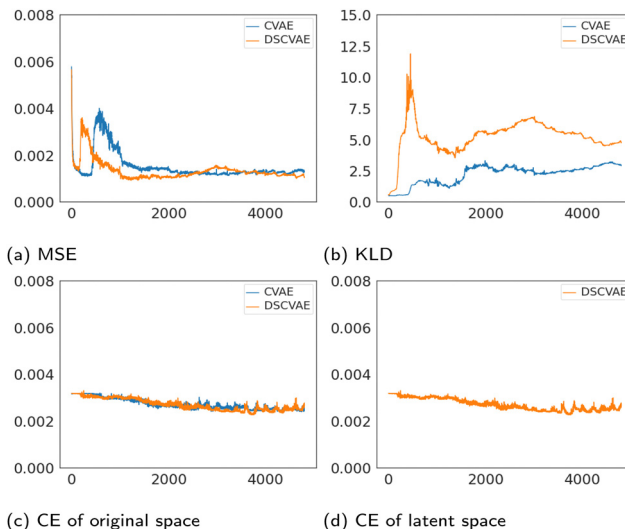 0.008
0.006
0.004
0.002
0.000
CVAE
DSCVAE
0 2000 4000
(a) MSE
15.0
12.5
10.0
7.5
5.0
2.5
0.0
CVAE
DSCVAE
0 2000 4000
(b) KLD
0.008
0.006
0.004
0.002
0.000
CVAE
DSCVAE
0 2000 4000
(c) CE of original space
0.008
0.006
0.004
0.002
0.000
DSCVAE
0 2000 4000
(d) CE of latent space